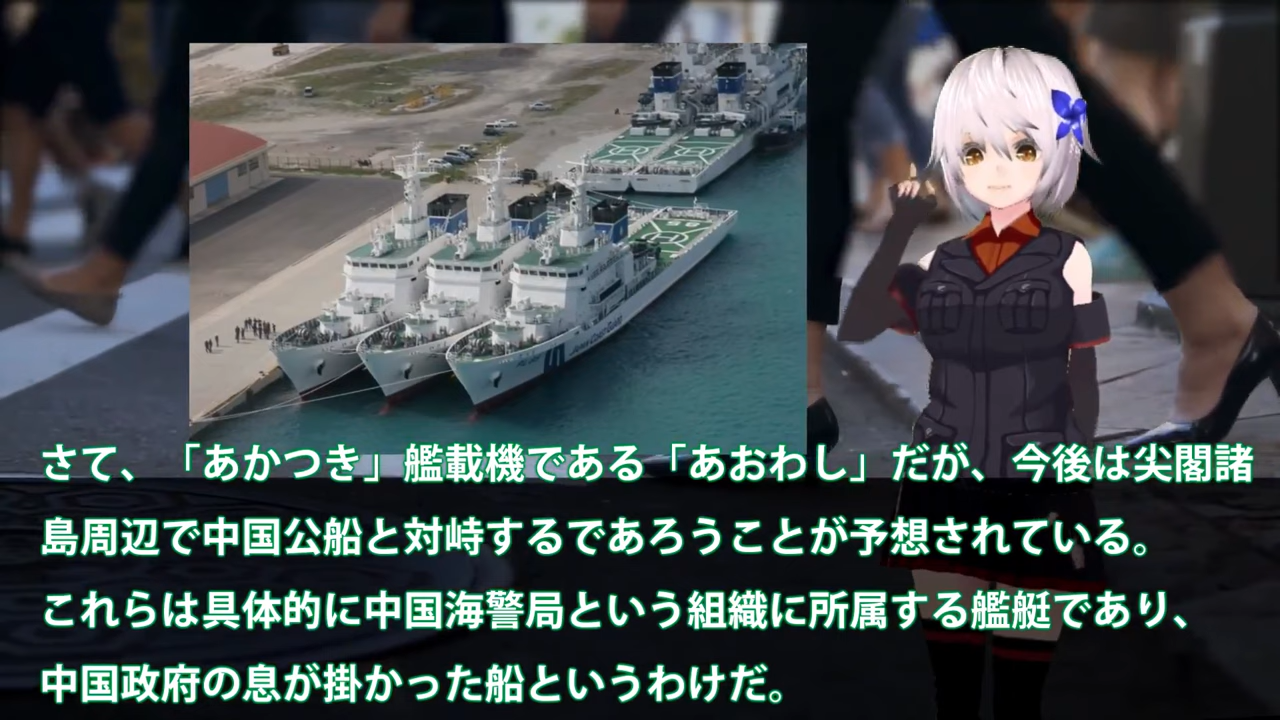 さて、「あかつき」艦載機である「あおわし」だが、今後は尖閣諸
島周辺で中国公船と対峙するであろうことが予想されている。
これらは具体的に中国海警局という組織に所属する艦艇であり、
中国政府の息が掛かった船というわけだ。